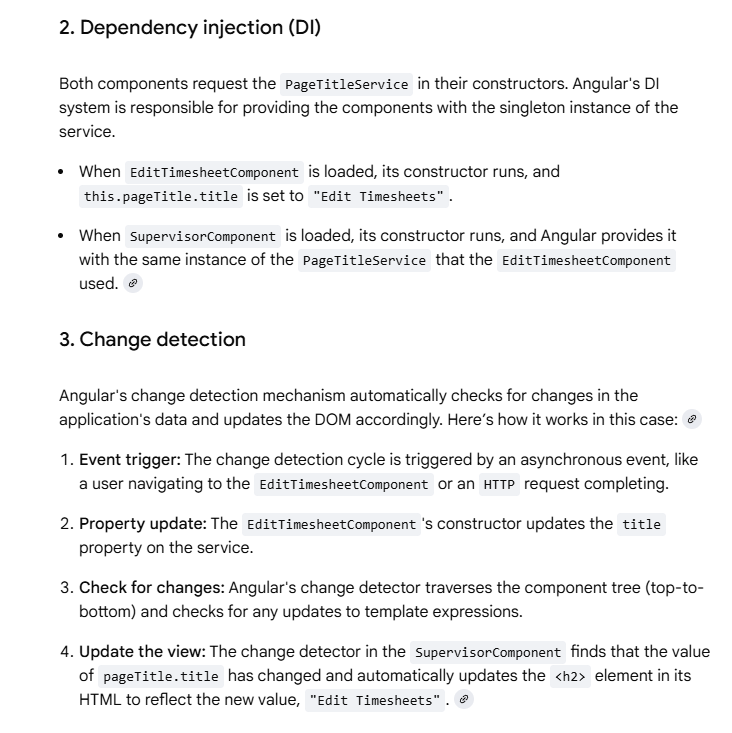 2. Dependency injection (DI)
Both components request the PageTitleService in their constructors. Angular's DI
system is responsible for providing the components with the singleton instance of the
service.
• When EditTimesheetComponent is loaded, its constructor runs, and
this.pageTitle.title is set to "Edit Timesheets" .
• When SupervisorComponent is loaded, its constructor runs, and Angular provides it
with the same instance of the PageTitleService that the EditTimesheetComponent
used.
3. Change detection
Angular's change detection mechanism automatically checks for changes in the
application's data and updates the DOM accordingly. Here’s how it works in this case:
1. Event trigger: The change detection cycle is triggered by an asynchronous event, like
a user navigating to the EditTimesheetComponent or an HTTP request completing.
2. Property update: The EditTimesheetComponent 's constructor updates the title
property on the service.
3. Check for changes: Angular's change detector traverses the component tree (top-to-
bottom) and checks for any updates to template expressions.
4. Update the view: The change detector in the SupervisorComponent finds that the value
of pageTitle.title has changed and automatically updates the <h2> element in its
HTML to reflect the new value, "Edit Timesheets" .